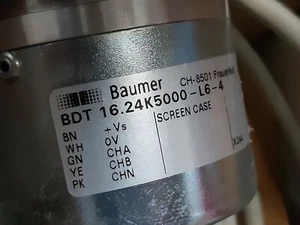 Baumer CH-8501 Frauenfeld
BDT 16.24K5000-L6-4
BN +Vs SCREEN CASE
WH 0V
GN CHA
YE CHB
PK CHN